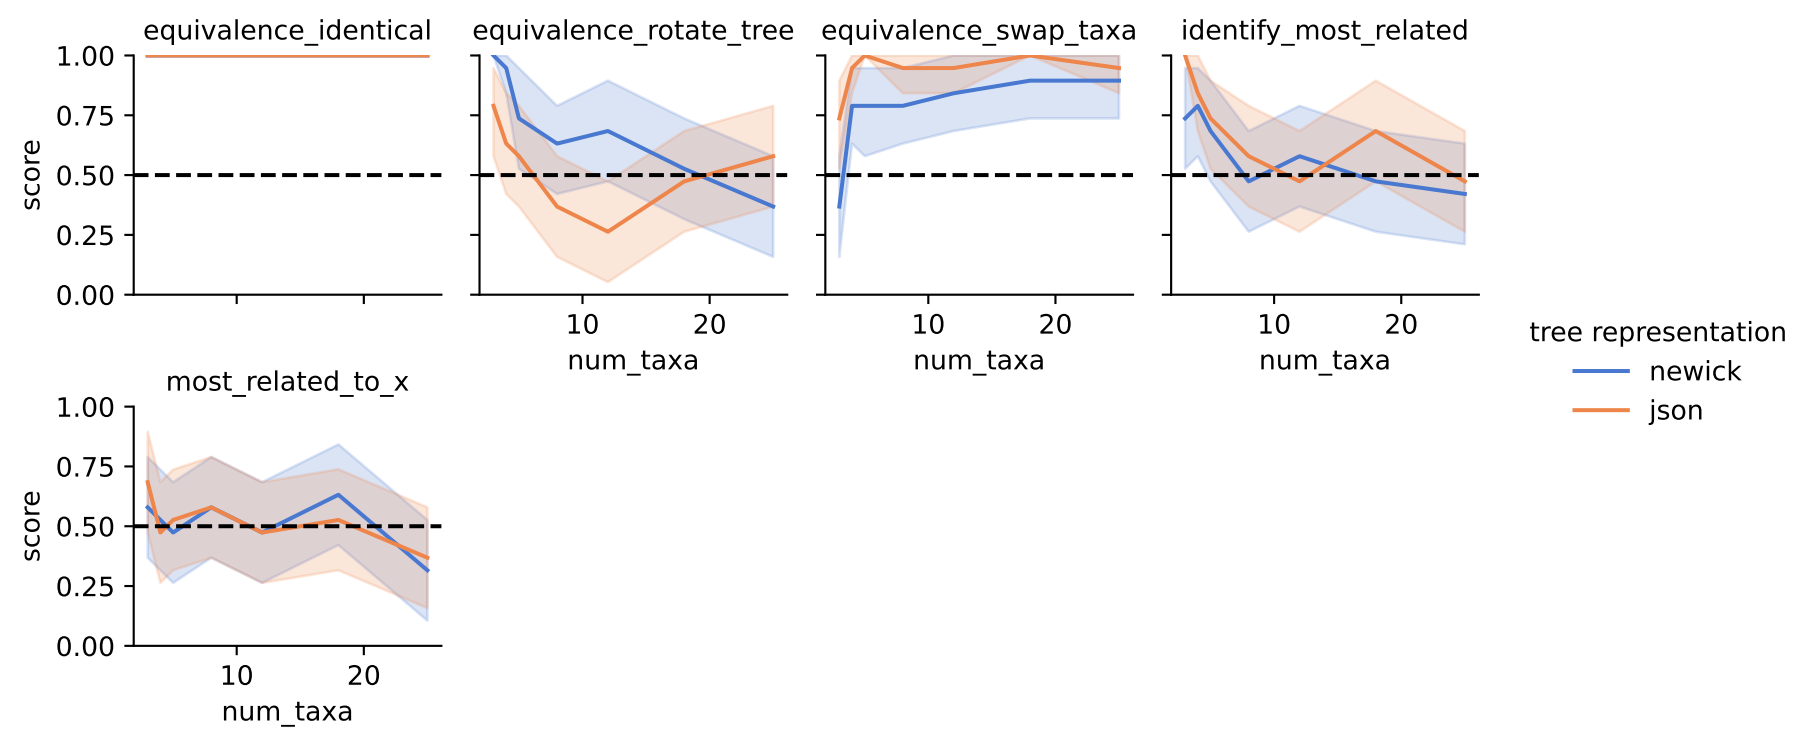 equivalence_identical
equivalence_rotate_tree
equivalence_swap_taxa
identify_most_related
1.00
0.75
0.50
0.25
0.00
score
10
20
num_taxa
10
20
num_taxa
10
20
num_taxa
tree representation
newick
json
most_related_to_x
1.00
0.75
0.50
0.25
0.00
score
10
20
num_taxa